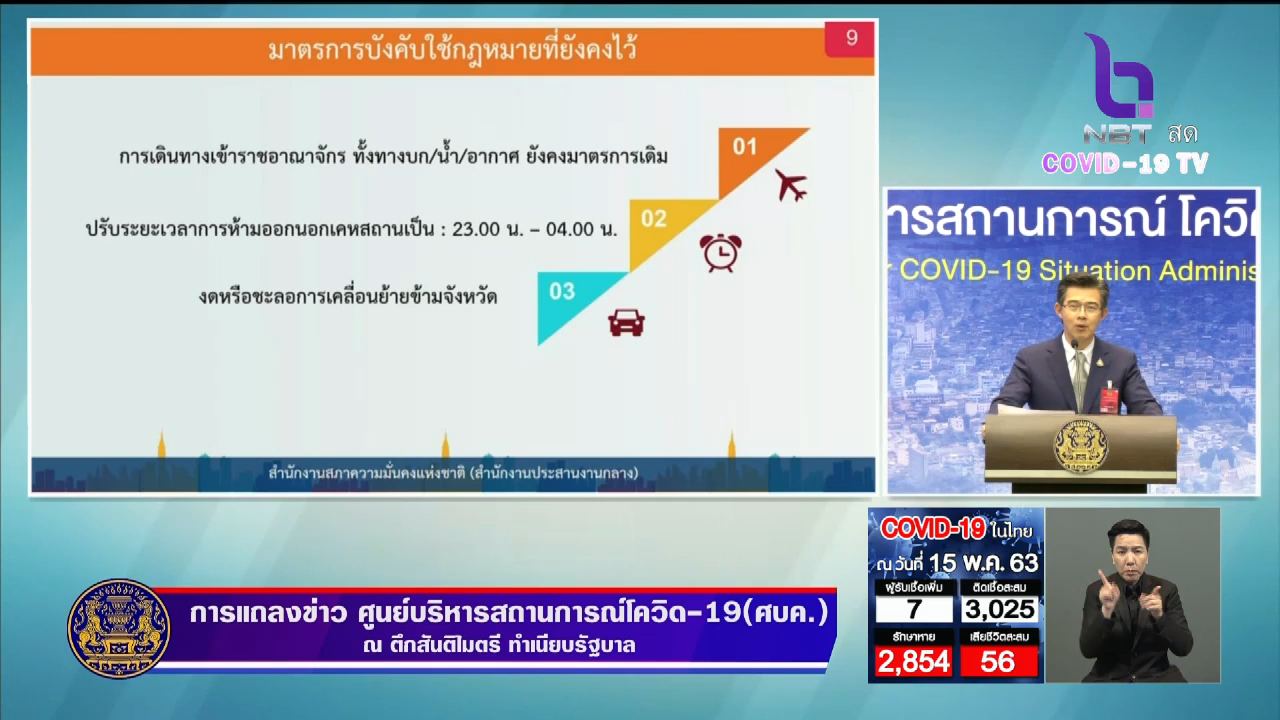 มาตรการบังคับใช้กฎหมายที่ยังคงไว้
9
การเดินทางเข้าราชอาณาจักร ทั้งทางบก/น้ำ/อากาศ ยังคงมาตรการเดิม
01
ปรับระยะเวลาการห้ามออกนอกเคหสถานเป็น : 23.00 น. – 04.00 น.
02
งดหรือชะลอการเคลื่อนย้ายข้ามจังหวัด
03
สำนักงานสภาความมั่นคงแห่งชาติ (สำนักงานประสานงานกลาง)
NBT สด
COVID-19 TV
ารสถานการณ์ โควิ
r COVID-19 Situation Adminis
COVID-19 ในไทย
ณ วันที่ 15 พ.ค. 63
ผู้รับเชื้อเพิ่ม ติดเชื้อสะสม
7 3,025
รักษาหาย เสียชีวิตสะสม
2,854 56
การแถลงข่าว ศูนย์บริหารสถานการณ์โควิด-19(ศบค.)
ณ ตึกสันติไมตรี ทำเนียบรัฐบาล